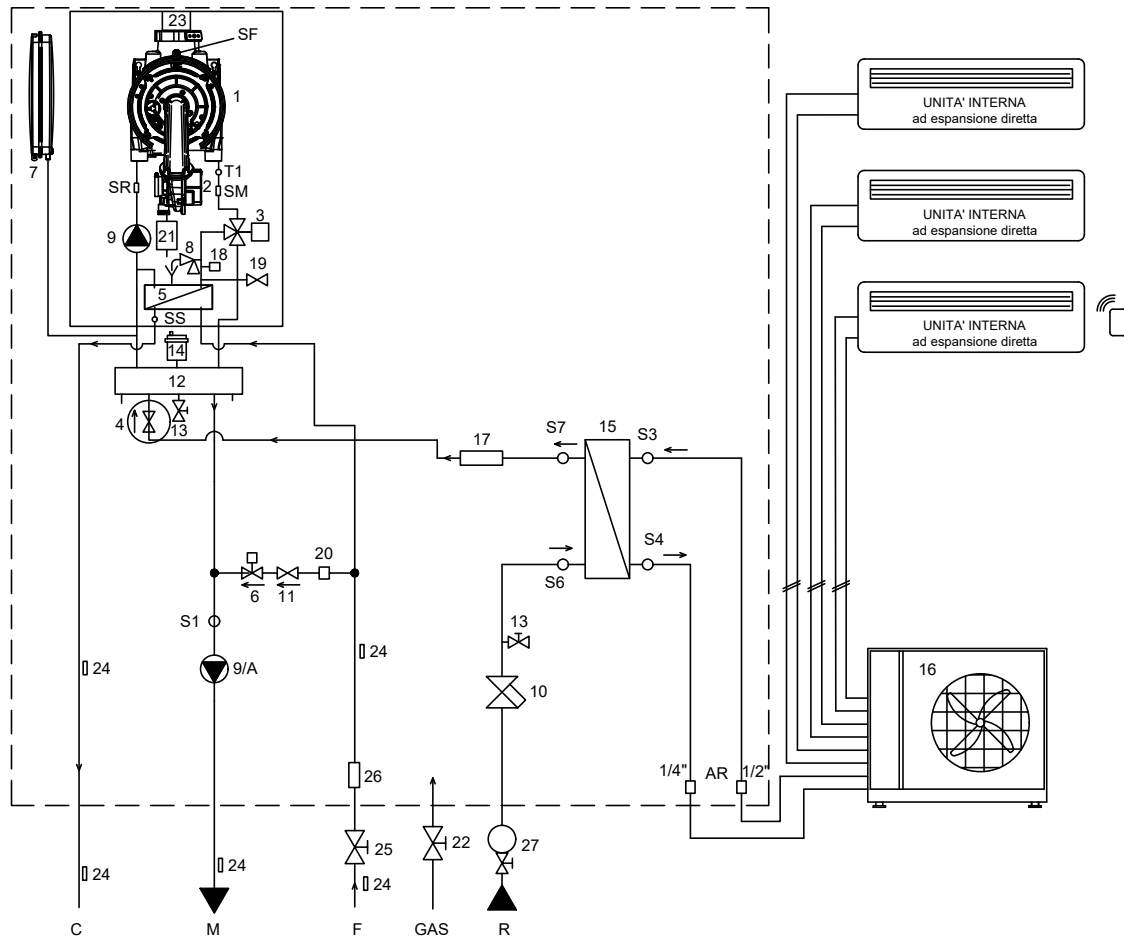 23
SF
1
7
T1
SR
2
SM
3
9
21
8
18
19
5
SS
14
12
4
13
UNITA' INTERNA
ad espansione diretta
UNITA' INTERNA
ad espansione diretta
UNITA' INTERNA
ad espansione diretta
S7
15
S3
17
S6
S4
20
6
11
S1
13
24
9/A
24
10
16
26
1/4"
AR
1/2"
25
22
27
24
24
24
C
M
F
GAS
R